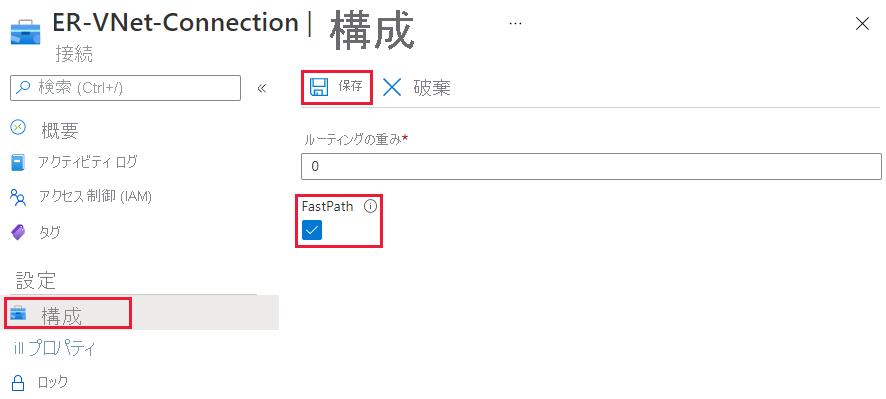 ER-VNet-Connection | 構成 ...
接続
検索 (Ctrl+/) «
概要
アクティビティ ログ
アクセス制御 (IAM)
タグ
設定
構成
ill プロパティ
ロック
保存 破棄
ルーティングの重み*
0
FastPath